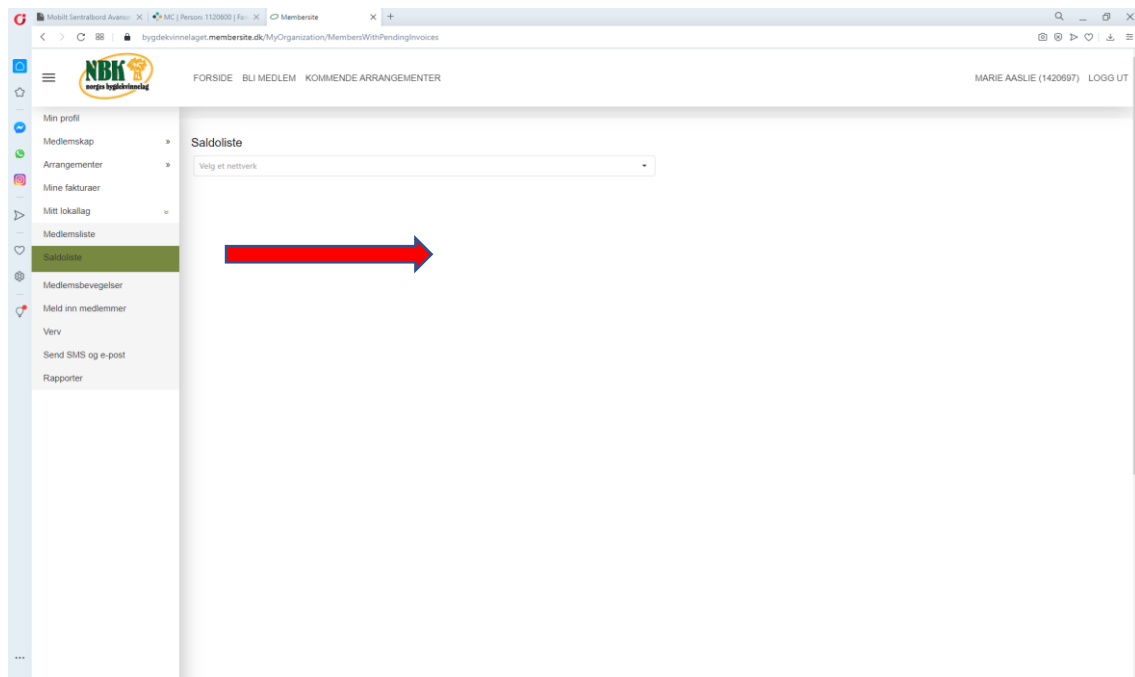 Mobilt Sentralbord Avans
MC | Person: 1120600 | Fan
Membersite
bygdekvinnelaget.membersite.dk/MyOrganization/MembersWithPendingInvoices
NBK
norges bygdekvinnelag
FORSIDE BLI MEDLEM KOMMENDE ARRANGEMENTER
MARIE AASLIE (1420697) LOGG UT
Min profil
Medlemskap
Arrangementer
Mine fakturaer
Mitt lokallag
Medlemsliste
Saldoliste
Medlemsbevegelser
Meld inn medlemmer
Verv
Send SMS og e-post
Rapporter
Saldoliste
Velg et nettverk